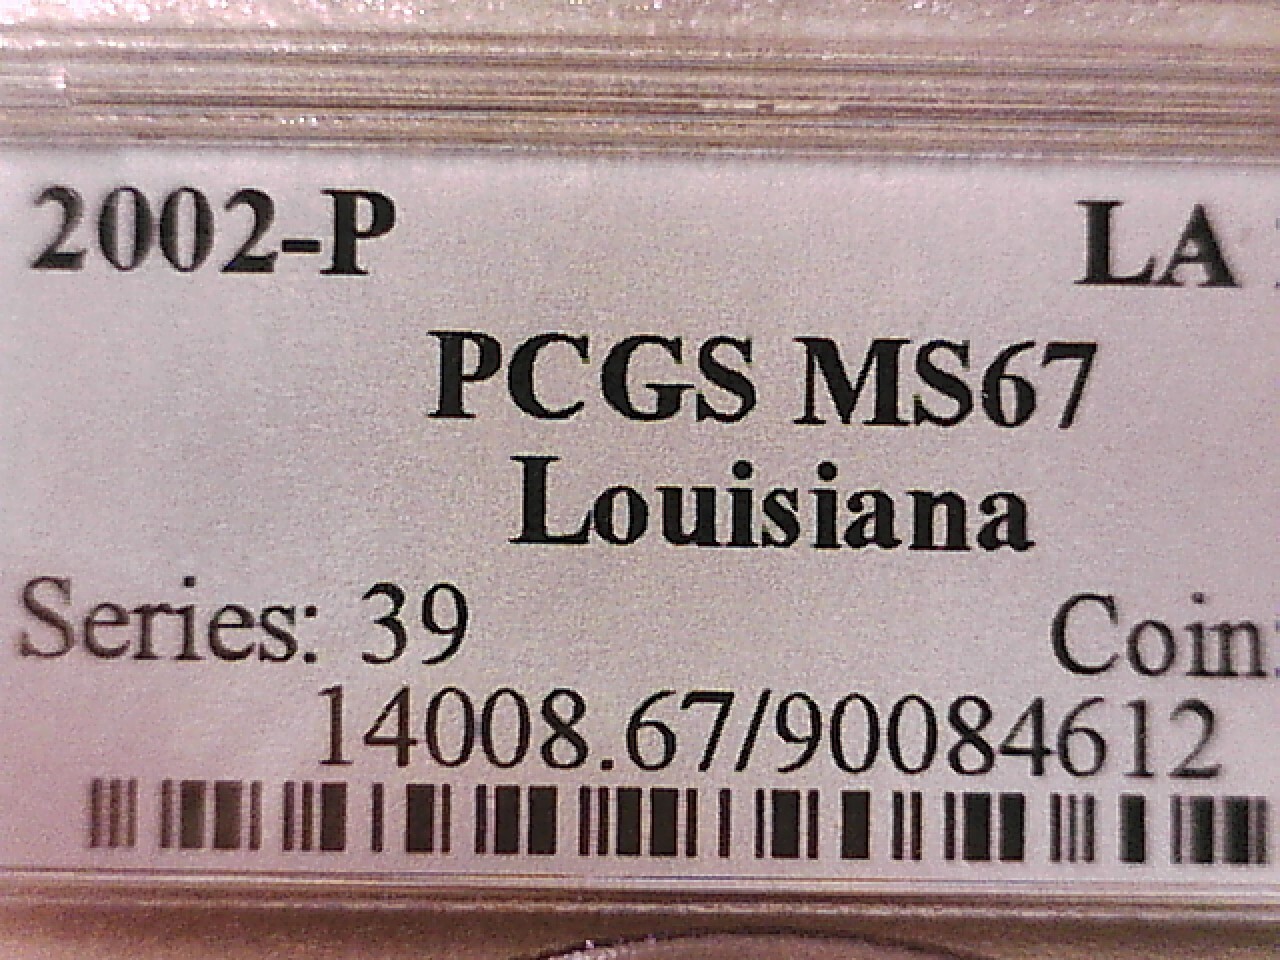 2002-P LA
PCGS MS67
Louisiana
Series: 39 Coin:
14008.67/90084612